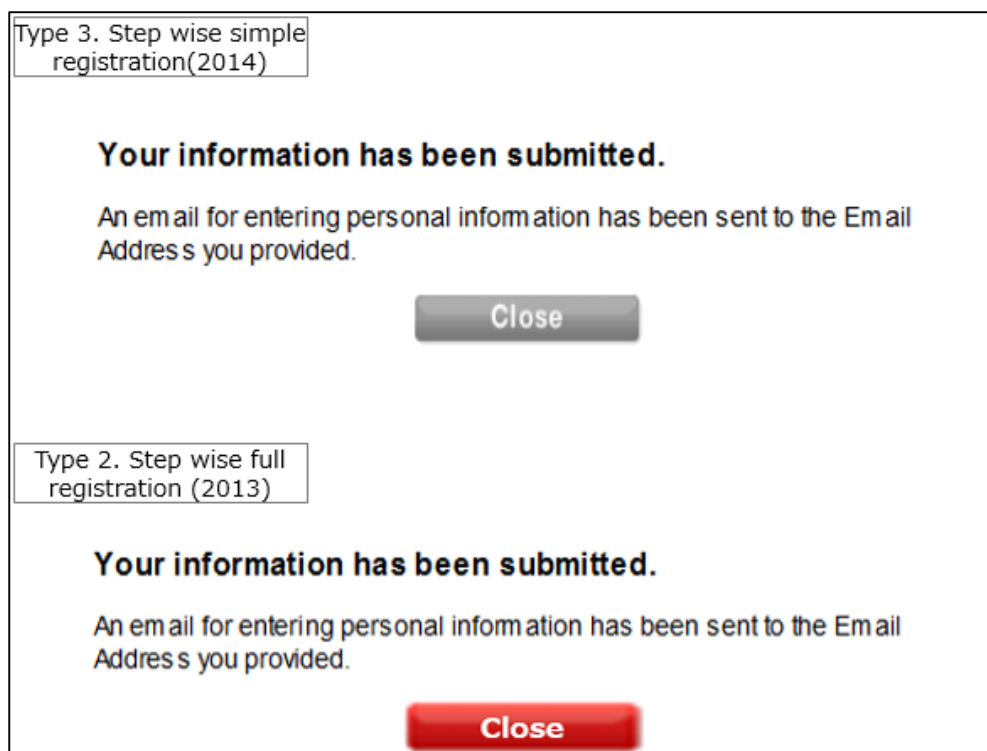 Type 3. Step wise simple
registration(2014)
Your information has been submitted.
An email for entering personal information has been sent to the Email
Address you provided.
Close
Type 2. Step wise full
registration (2013)
Your information has been submitted.
An email for entering personal information has been sent to the Email
Address you provided.
Close